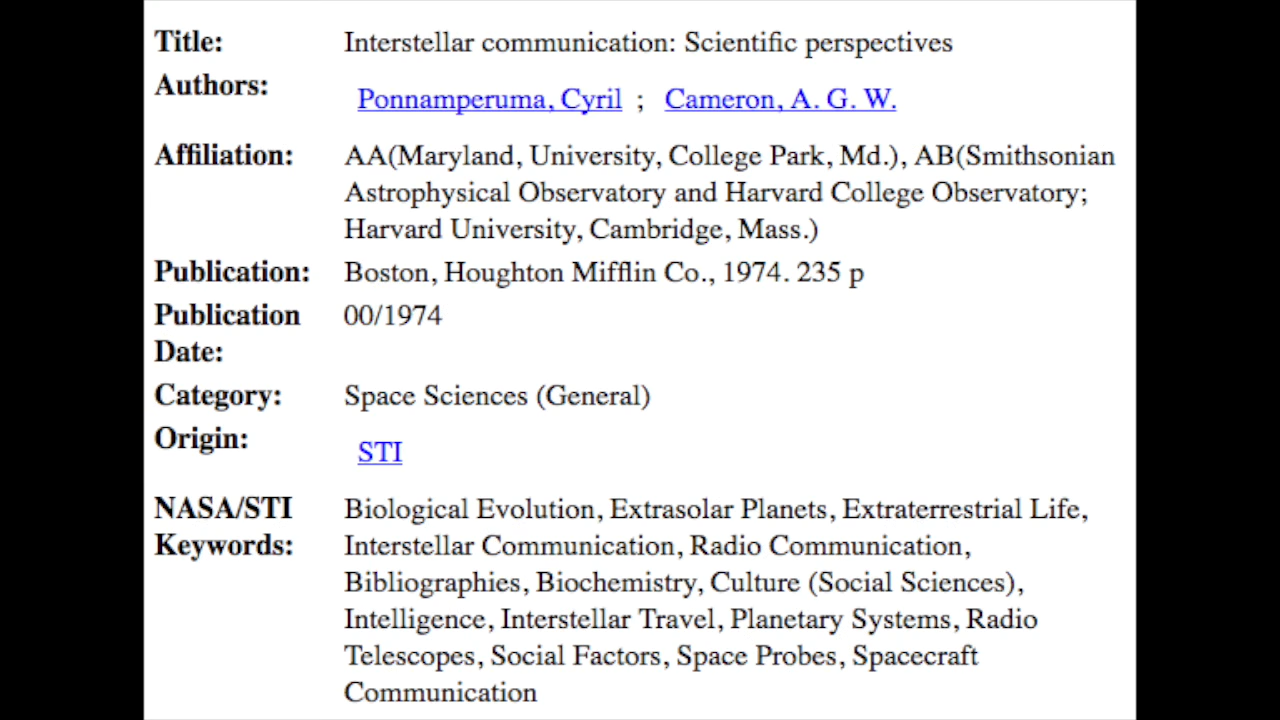 Title: Interstellar communication: Scientific perspectives
Authors: Ponnamperuma, Cyril ; Cameron, A. G. W.
Affiliation: AA(Maryland, University, College Park, Md.), AB(Smithsonian
Astrophysical Observatory and Harvard College Observatory;
Harvard University, Cambridge, Mass.)
Publication: Boston, Houghton Mifflin Co., 1974. 235 p
Publication 00/1974
Date:
Category: Space Sciences (General)
Origin: STI
NASA/STI Biological Evolution, Extrasolar Planets, Extraterrestrial Life,
Keywords: Interstellar Communication, Radio Communication,
Bibliographies, Biochemistry, Culture (Social Sciences),
Intelligence, Interstellar Travel, Planetary Systems, Radio
Telescopes, Social Factors, Space Probes, Spacecraft
Communication